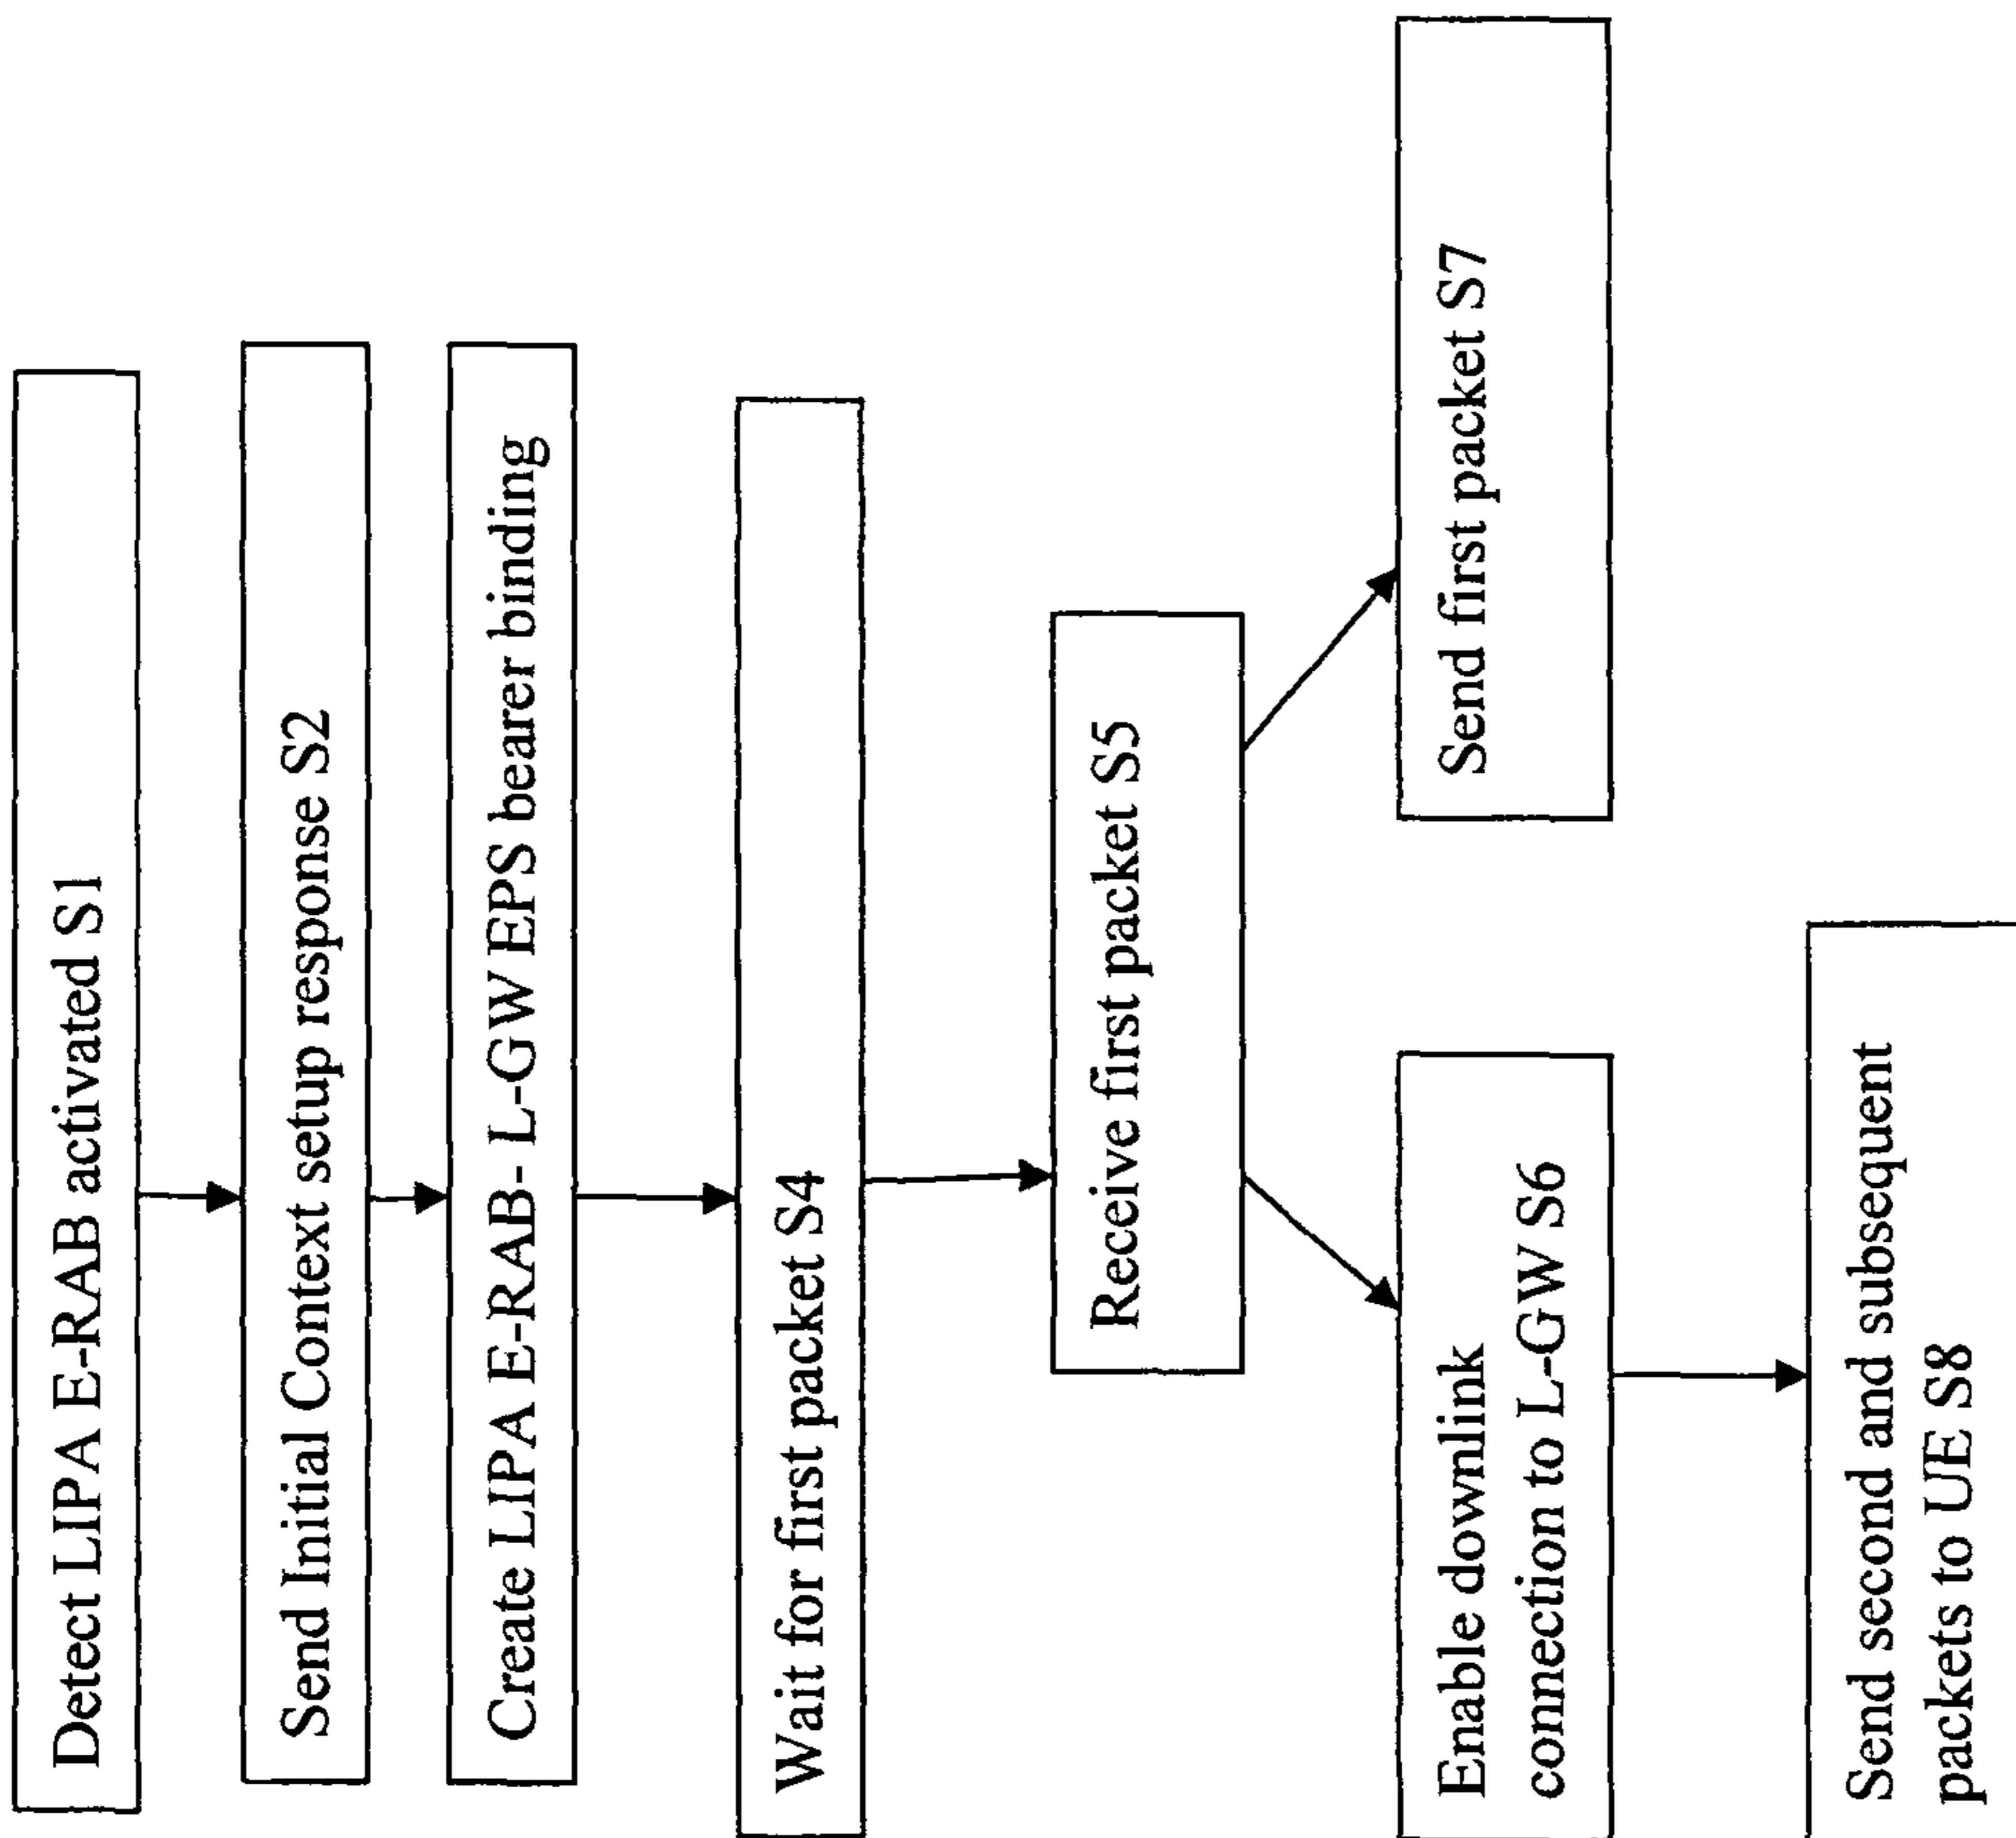 Detect LIPA E-RAB activated S1
Send Initial Context setup response S2
Create LIPA E-RAB- L-GW EPS bearer binding
Wait for first packet S4
Receive first packet S5
Enable downlink
connection to L-GW S6
Send first packet S7
Send second and subsequent
packets to UE S8